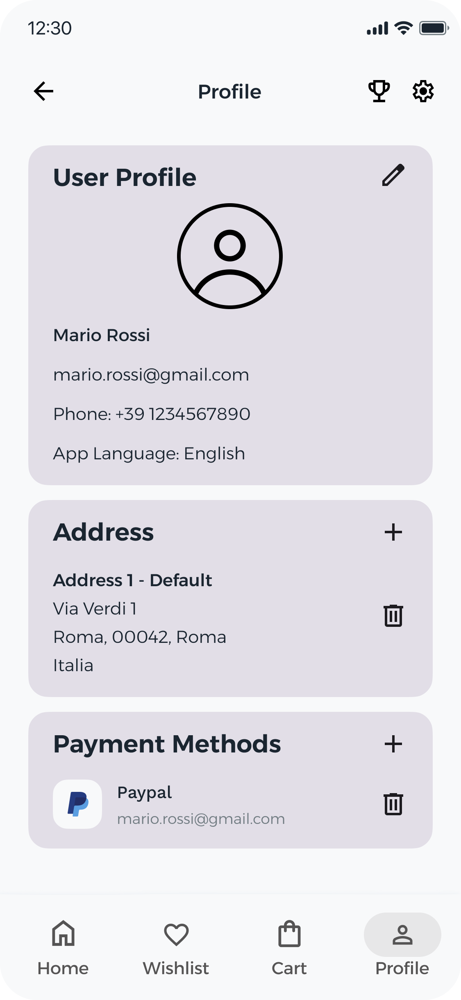 12:30
Profile
User Profile
Mario Rossi
mario.rossi@gmail.com
Phone: +39 1234567890
App Language: English
Address
Address 1 - Default
Via Verdi 1
Roma, 00042, Roma
Italia
Payment Methods
Paypal
mario.rossi@gmail.com
Home Wishlist Cart Profile